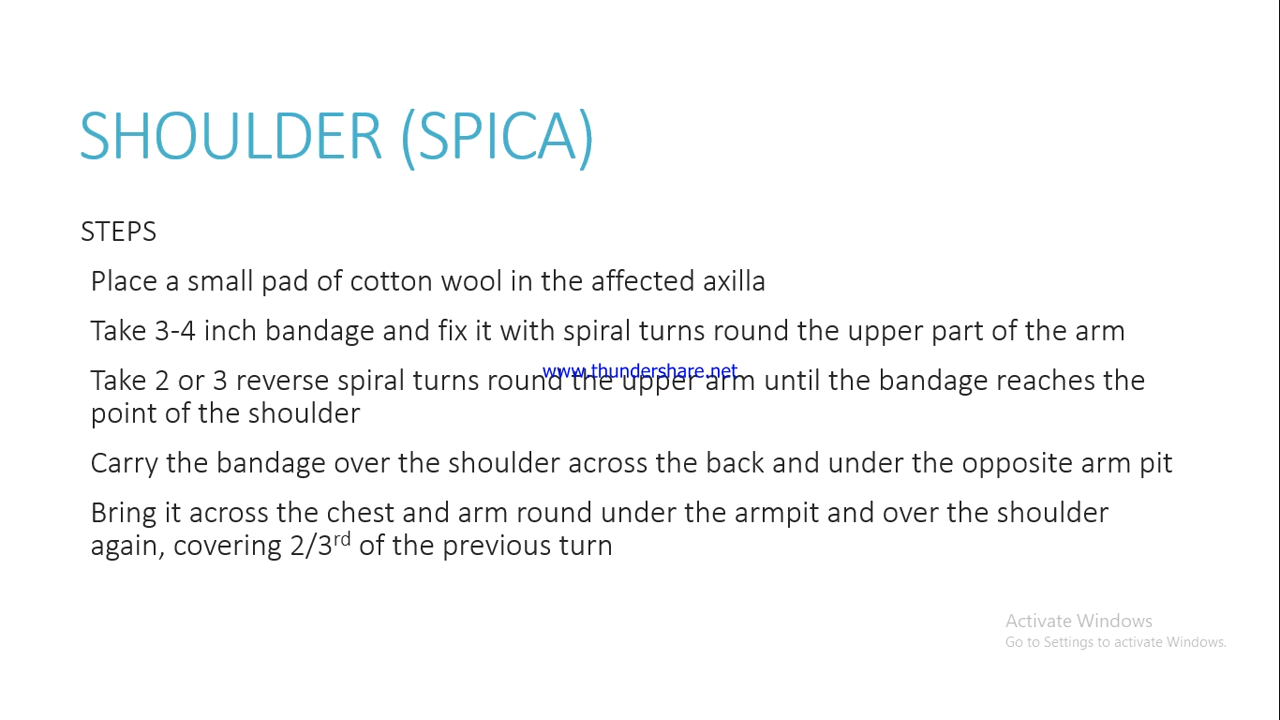 SHOULDER (SPICA)
STEPS
Place a small pad of cotton wool in the affected axilla
Take 3-4 inch bandage and fix it with spiral turns round the upper part of the arm
www.thundershare.net
Take 2 or 3 reverse spiral turns round the upper arm until the bandage reaches the
point of the shoulder
Carry the bandage over the shoulder across the back and under the opposite arm pit
Bring it across the chest and arm round under the armpit and over the shoulder
again, covering 2/3rd of the previous turn
Activate Windows
Go to Settings to activate Windows.